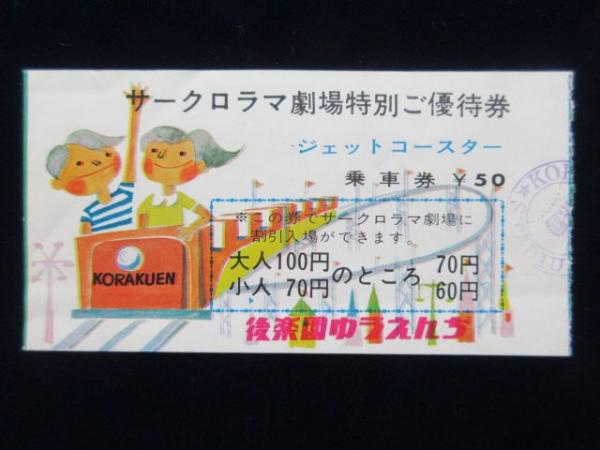 サークロラマ劇場特別ご優待券
ジェットコースター
乗車券 ¥50
※この券でサークロラマ劇場に
割引入場ができます。
大人100円のところ 70円
小人 70円のところ 60円
KORAKUEN
後楽園ゆうえんち